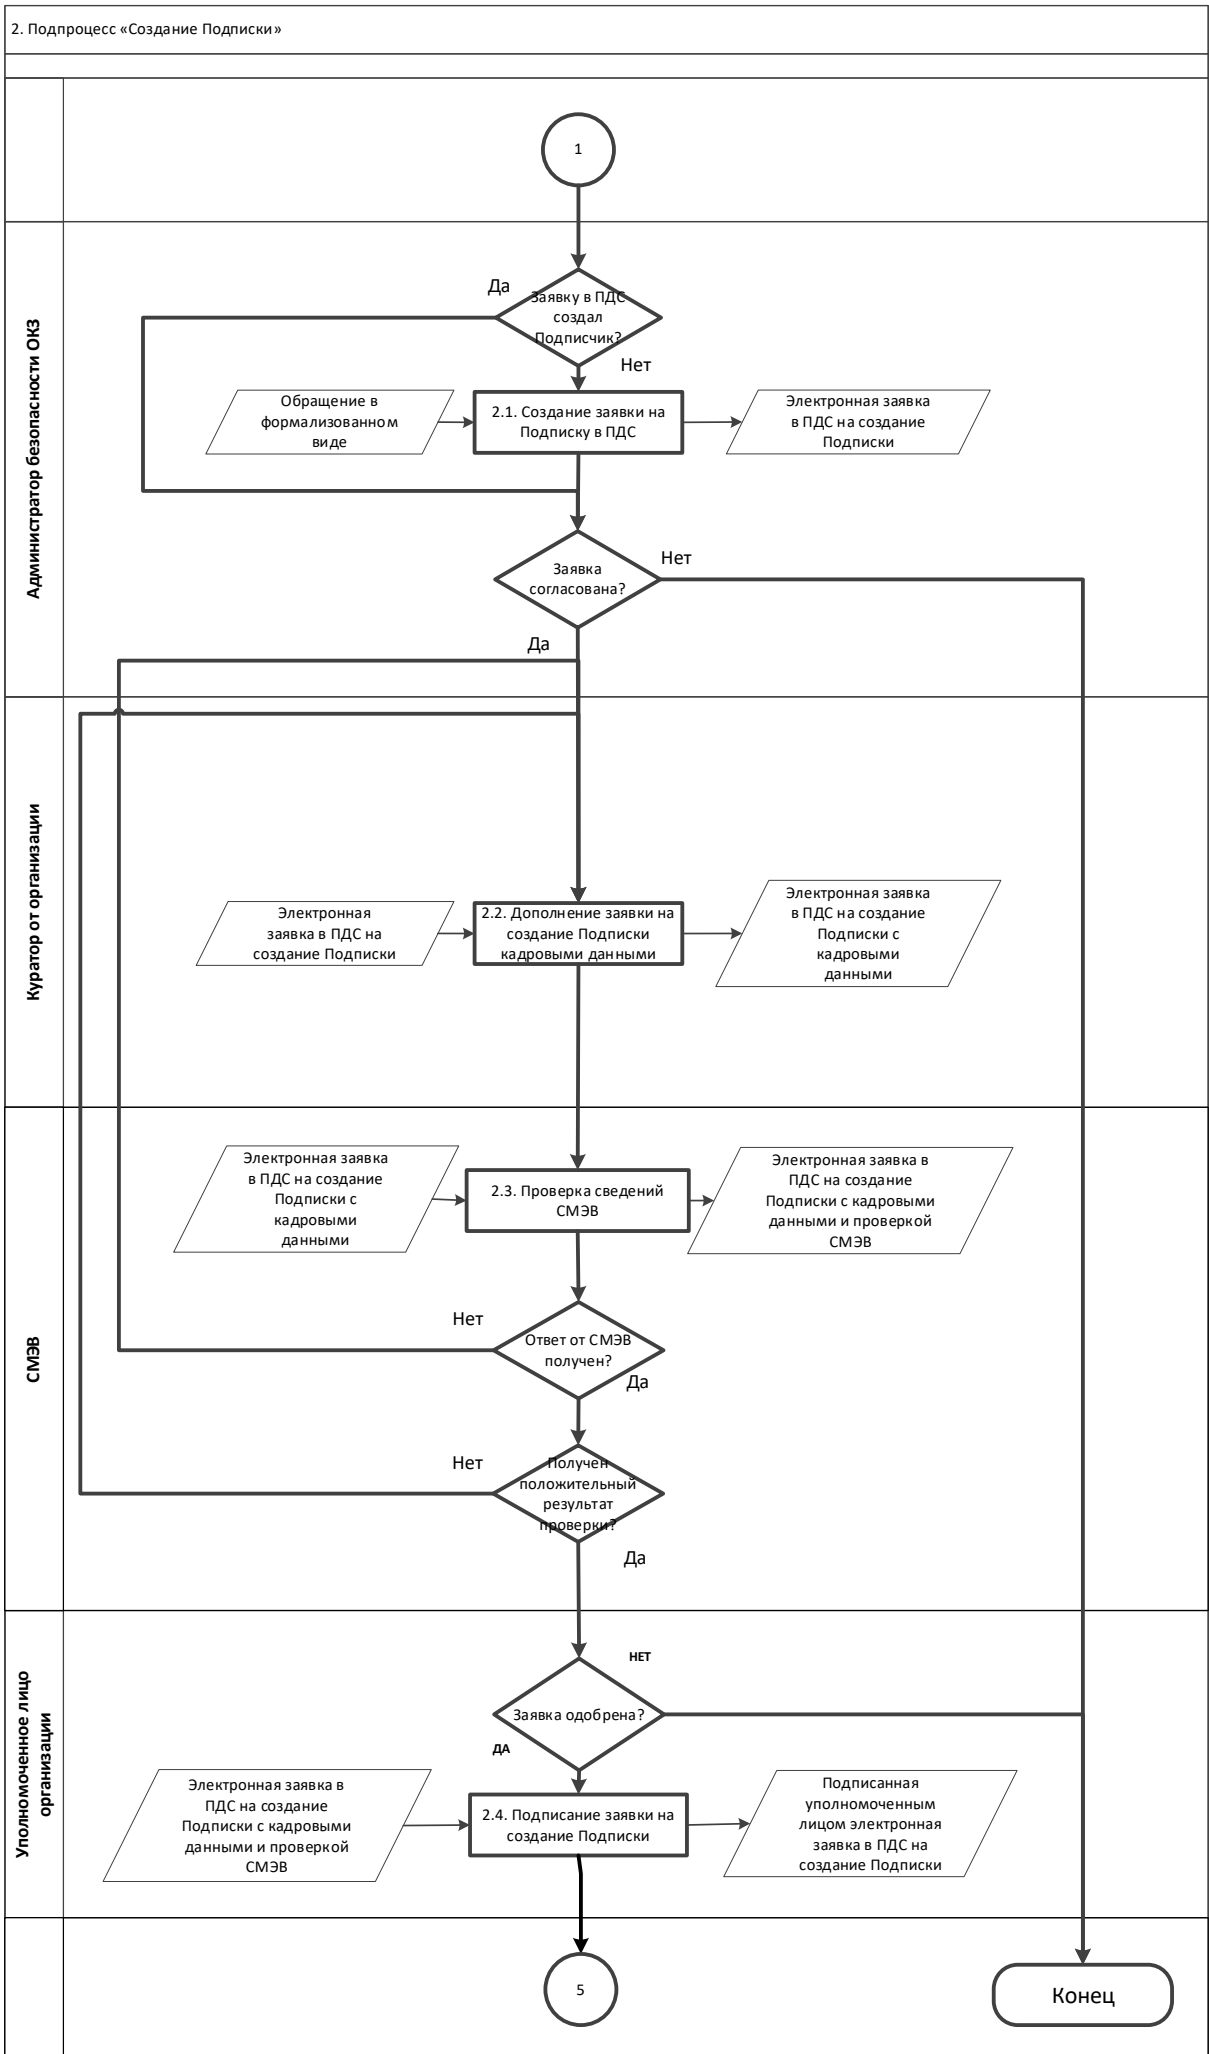 2. Подпроцесс «Создание Подписки»
1
Администратор безопасности ОКЗ
Да
Заявку в ПДС
создал
Подписчик?
Нет
Обращение в
формализованном
виде
2.1. Создание заявки на
Подписку в ПДС
Электронная заявка
в ПДС на создание
Подписки
Заявка
согласована?
Нет
Да
Куратор от организации
Электронная
заявка в ПДС на
создание Подписки
2.2. Дополнение заявки на
создание Подписки
кадровыми данными
Электронная заявка
в ПДС на создание
Подписки с
кадровыми
данными
СМЭВ
Электронная заявка
в ПДС на создание
Подписки с
кадровыми
данными
2.3. Проверка сведений
СМЭВ
Электронная заявка в
ПДС на создание
Подписки с кадровыми
данными и проверкой
СМЭВ
Нет
Ответ от СМЭВ
получен?
Да
Нет
Получен
положительный
результат
проверки?
Да
Уполномоченное лицо
организации
НЕТ
Заявка одобрена?
ДА
Электронная заявка в
ПДС на создание
Подписки с кадровыми
данными и проверкой
СМЭВ
2.4. Подписание заявки на
создание Подписки
Подписанная
уполномоченным
лицом электронная
заявка в ПДС на
создание Подписки
5
Конец